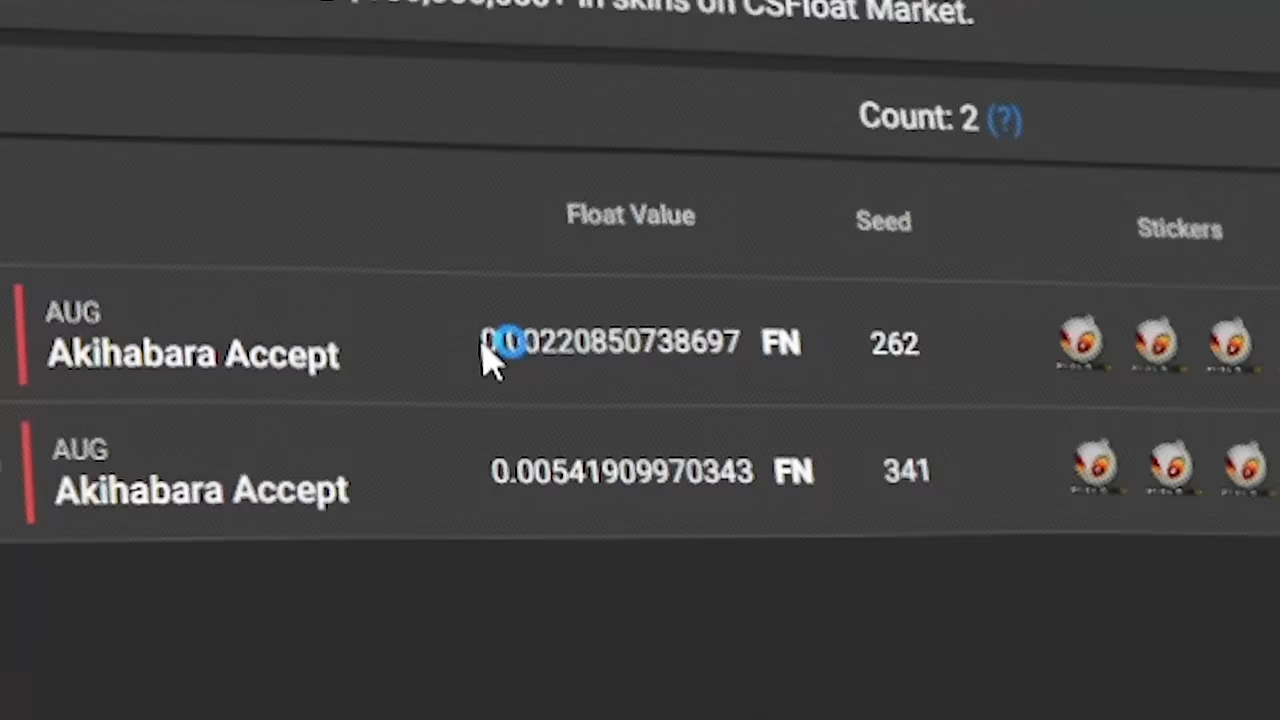 in skins on CSFloat Market.
Count: 2 (?)
Float Value Seed Stickers
AUG
Akihabara Accept 0.00220850738697 FN 262
AUG
Akihabara Accept 0.00541909970343 FN 341